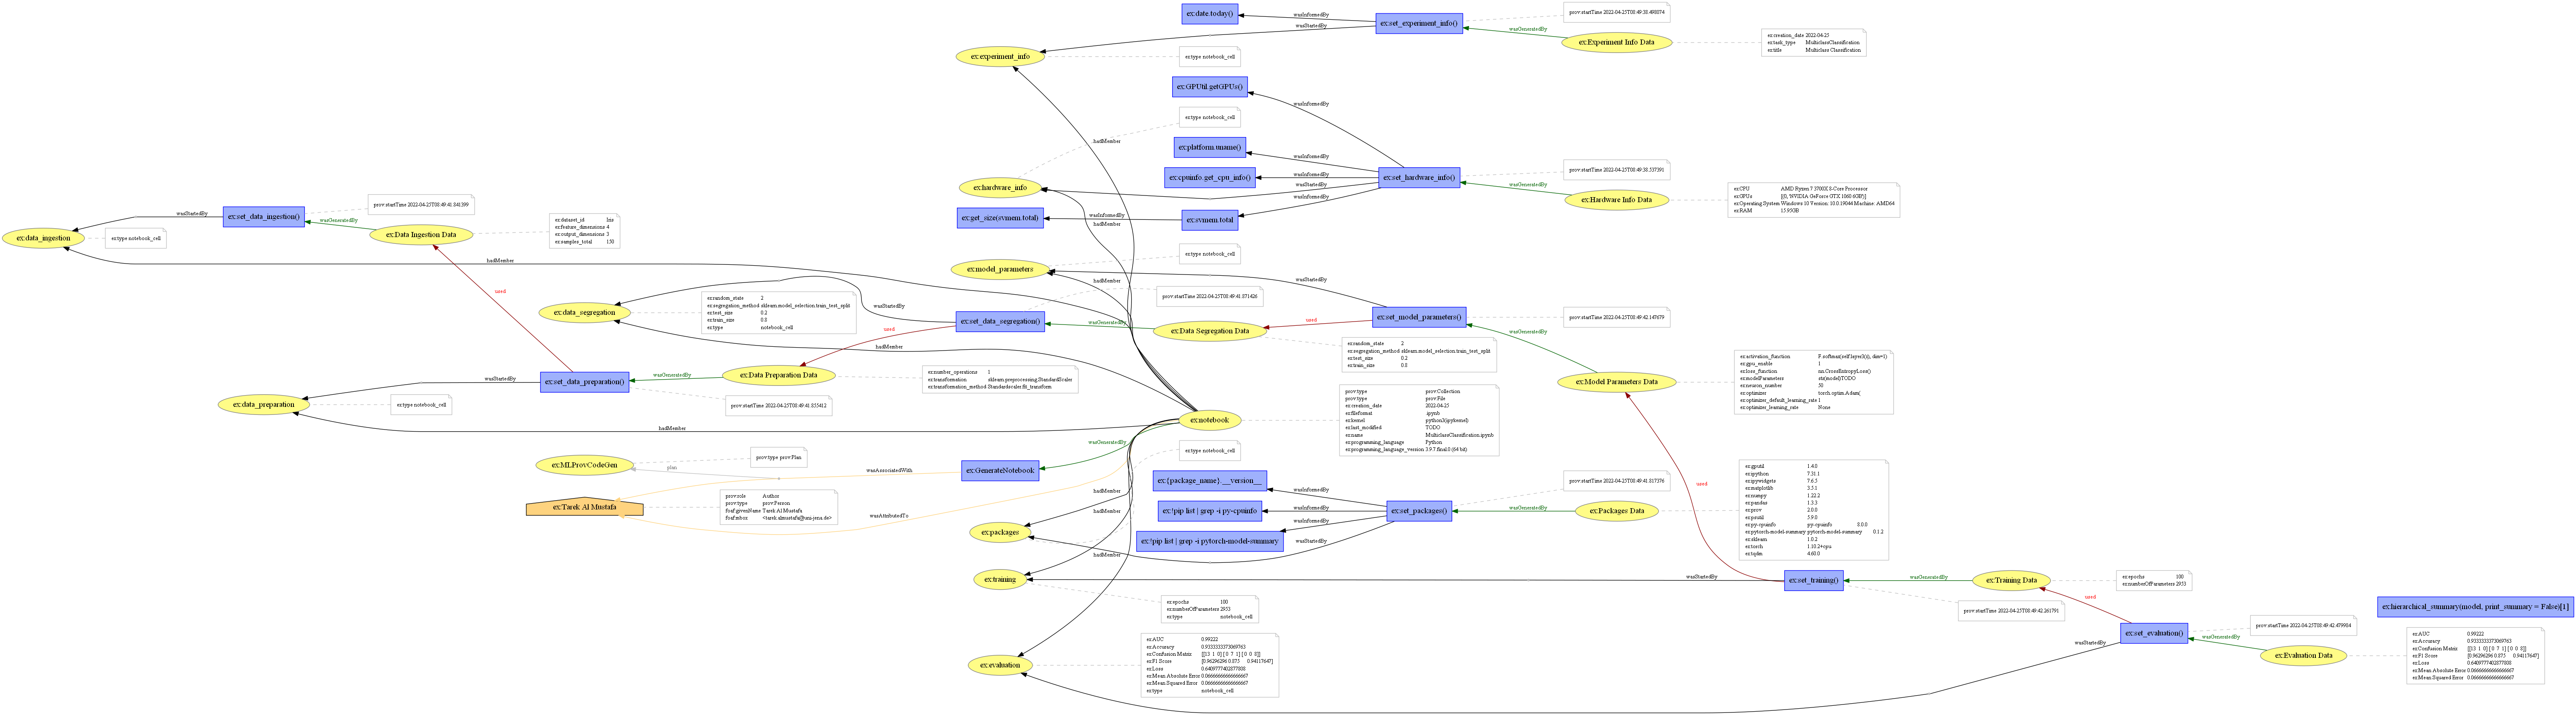 ex:date.today()
wasInformedBy
ex:set_experiment_info()
prov:startTime 2022-04-25T08:49:38.498074
wasStartedBy
wasGeneratedBy
ex:Experiment Info Data
ex:creation_date 2022-04-25
ex:task_type MulticlassClassification
ex:title Multiclass Classification
ex:experiment_info
ex:type notebook_cell
ex:GPUtil.getGPUs()
wasInformedBy
ex:type notebook_cell
hadMember
ex:platform.uname()
wasInformedBy
ex:cpuinfo.get_cpu_info()
wasInformedBy
ex:set_hardware_info()
prov:startTime 2022-04-25T08:49:38.537391
wasStartedBy
wasGeneratedBy
ex:hardware_info
wasInformedBy
ex:Hardware Info Data
ex:CPU AMD Ryzen 7 3700X 8-Core Processor
ex:GPUs [(0, 'NVIDIA GeForce GTX 1060 6GB')]
ex:Operating System Windows 10 Version: 10.0.19044 Machine: AMD64
ex:RAM 15.93GB
ex:get_size(svmem.total)
wasInformedBy
ex:svmem.total
hadMember
prov:startTime 2022-04-25T08:49:41.841399
wasStartedBy
ex:set_data_ingestion()
wasGeneratedBy
ex:Data Ingestion Data
ex:dataset_id Iris
ex:feature_dimensions 4
ex:output_dimensions 3
ex:samples_total 150
ex:data_ingestion
ex:type notebook_cell
hadMember
ex:type notebook_cell
ex:model_parameters
wasStartedBy
hadMember
used
ex:data_segregation
ex:random_state 2
ex:segregation_method sklearn.model_selection.train_test_split
ex:test_size 0.2
ex:train_size 0.8
ex:type notebook_cell
wasStartedBy
prov:startTime 2022-04-25T08:49:41.871426
ex:set_data_segregation()
wasGeneratedBy
ex:Data Segregation Data
used
ex:set_model_parameters()
prov:startTime 2022-04-25T08:49:42.147679
used
wasGeneratedBy
hadMember
ex:random_state 2
ex:segregation_method sklearn.model_selection.train_test_split
ex:test_size 0.2
ex:train_size 0.8
ex:Data Preparation Data
ex:number_operations 1
ex:transformation sklearn.preprocessing.StandardScaler
ex:transformation_method Standardscaler.fit_transform
wasStartedBy
ex:set_data_preparation()
wasGeneratedBy
prov:startTime 2022-04-25T08:49:41.855412
ex:Model Parameters Data
ex:activation_function F.softmax(self.layer3(x), dim=1)
ex:gpu_enable 1
ex:loss_function nn.CrossEntropyLoss()
ex:modelParameters str(model)TODO
ex:neuron_number 50
ex:optimizer torch.optim.Adam(
ex:optimizer_default_learning_rate 1
ex:optimizer_learning_rate None
ex:data_preparation
ex:type notebook_cell
hadMember
ex:notebook
prov:type prov:Collection
prov:type prov:File
ex:creation_date 2022-04-25
ex:fileformat .ipynb
ex:kernel python3(ipykernel)
ex:last_modified TODO
ex:name MulticlassClassification.ipynb
ex:programming_language Python
ex:programming_language_version 3.9.7.final.0 (64 bit)
wasGeneratedBy
ex:type notebook_cell
ex:MLProvCodeGen
prov:type prov:Plan
plan
wasAssociatedWith
ex:GenerateNotebook
ex:Tarek Al Mustafa
prov:role Author
prov:type prov:Person
foaf:givenName Tarek Al Mustafa
foaf:mbox <tarek.almustafa@uni-jena.de>
wasAttributedTo
hadMember
ex:{package_name}.__version__
wasInformedBy
ex:!pip list | grep -i py-cpuinfo
wasInformedBy
ex:set_packages()
prov:startTime 2022-04-25T08:49:41.817376
wasGeneratedBy
ex:Packages Data
ex:gputil 1.4.0
ex:ipython 7.31.1
ex:ipywidgets 7.6.5
ex:matplotlib 3.5.1
ex:numpy 1.22.2
ex:pandas 1.3.3
ex:prov 2.0.0
ex:psutil 5.9.0
ex:py-cpuinfo py-cpuinfo 8.0.0
ex:pytorch-model-summary pytorch-model-summary 0.1.2
ex:sklearn 1.0.2
ex:torch 1.10.2+cpu
ex:tqdm 4.60.0
used
hadMember
wasInformedBy
ex:!pip list | grep -i pytorch-model-summary
wasStartedBy
ex:packages
hadMember
ex:training
wasStartedBy
ex:set_training()
wasGeneratedBy
ex:Training Data
ex:epochs 100
ex:numberOfParameters 2953
ex:epochs 100
ex:numberOfParameters 2953
ex:type notebook_cell
prov:startTime 2022-04-25T08:49:42.261791
used
ex:hierarchical_summary(model, print_summary = False)[1]
ex:set_evaluation()
prov:startTime 2022-04-25T08:49:42.479984
wasStartedBy
wasGeneratedBy
ex:evaluation
ex:AUC 0.99222
ex:Accuracy 0.9333333373069763
ex:Confusion Matrix [[13 1 0] [ 0 7 1] [ 0 0 8]]
ex:F1 Score [0.96296296 0.875 0.94117647]
ex:Loss 0.6409777402877808
ex:Mean Absolute Error 0.06666666666666667
ex:Mean Squared Error 0.06666666666666667
ex:type notebook_cell
ex:Evaluation Data
ex:AUC 0.99222
ex:Accuracy 0.9333333373069763
ex:Confusion Matrix [[13 1 0] [ 0 7 1] [ 0 0 8]]
ex:F1 Score [0.96296296 0.875 0.94117647]
ex:Loss 0.6409777402877808
ex:Mean Absolute Error 0.06666666666666667
ex:Mean Squared Error 0.06666666666666667